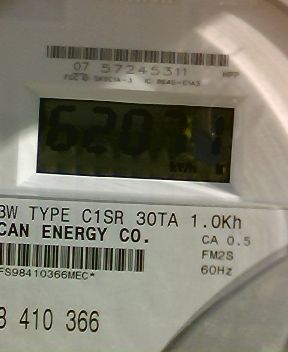 07 57245311
6207
kWh
3W TYPE C1SR 30TA 1.0Kh
CAN ENERGY CO.
CA 0.5
FM2S
60Hz
FS98410366MEC*
8 410 366